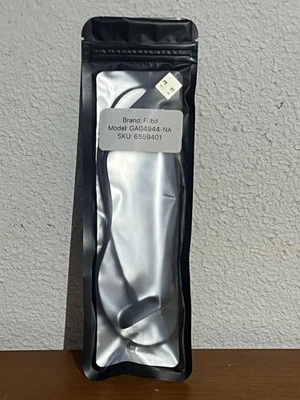 Brand: Fitbit
Model: GA04944-NA
SKU: 6559401